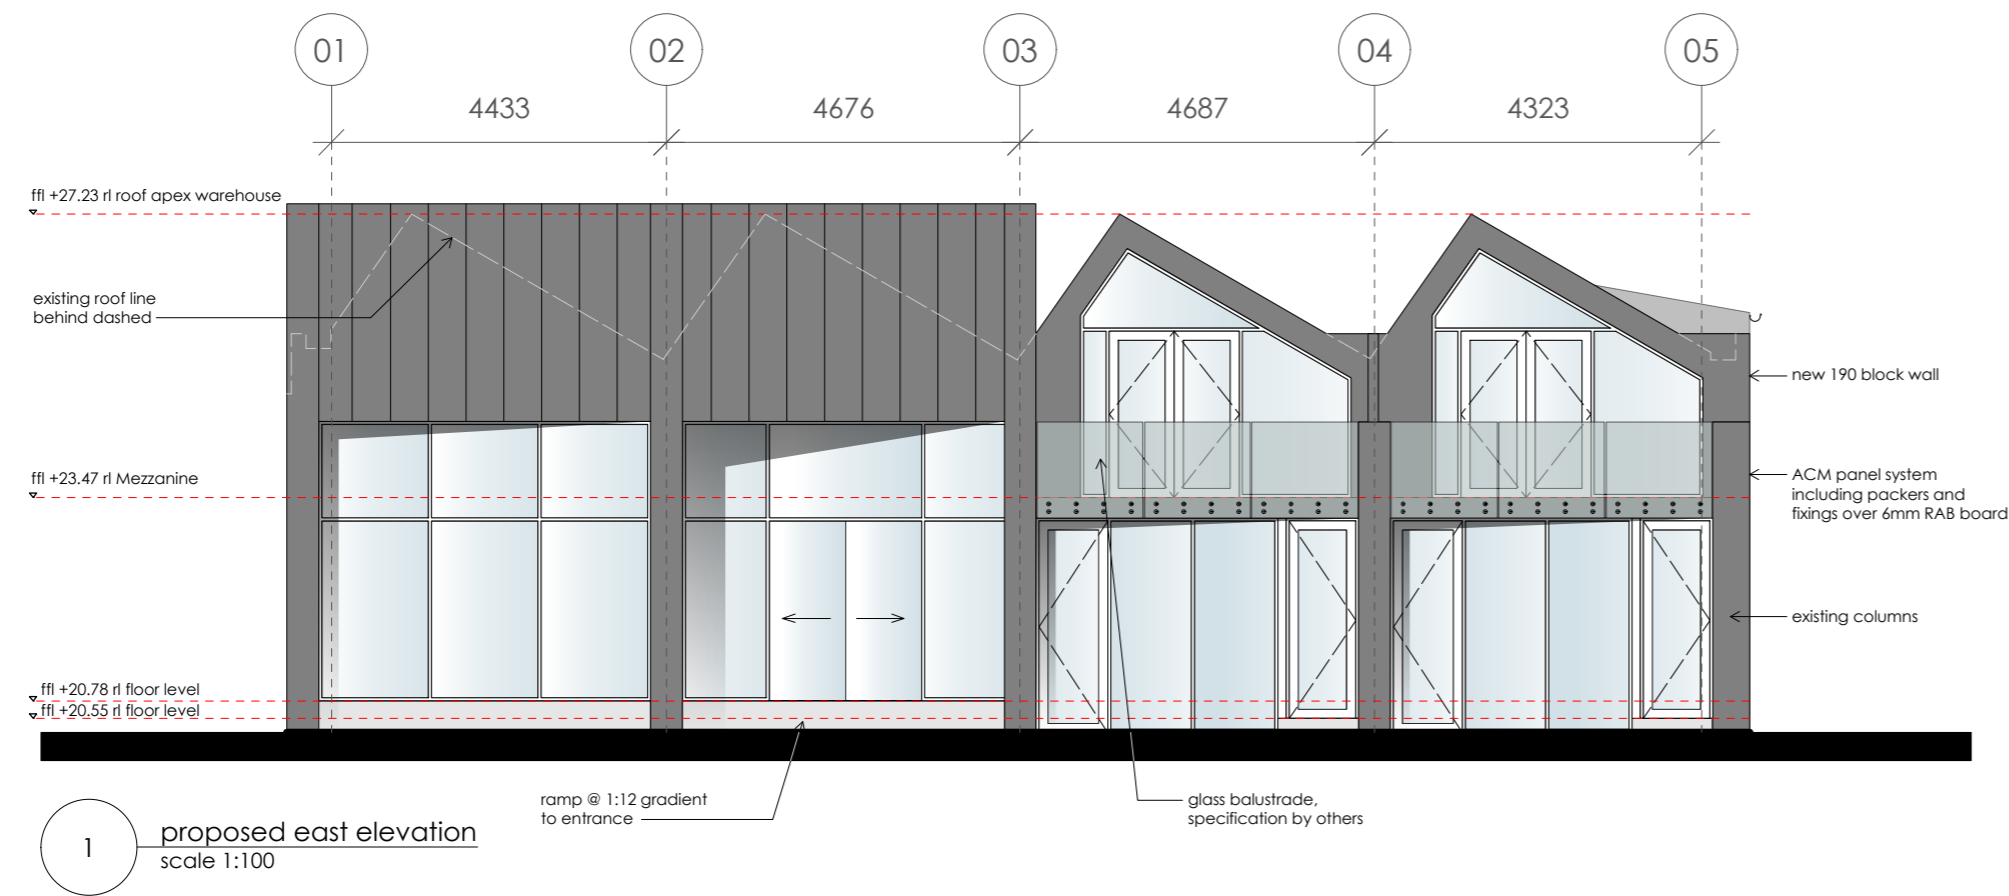 01 02 03 04 05
4433 4676 4687 4323
ffl +27.23 rl roof apex warehouse
existing roof line
behind dashed
new 190 block wall
ffl +23.47 rl Mezzanine
ACM panel system
including packers and
fixings over 6mm RAB board
existing columns
ffl +20.78 rl floor level
ffl +20.55 rl floor level
ramp @ 1:12 gradient
to entrance
glass balustrade,
specification by others
1
proposed east elevation
scale 1:100